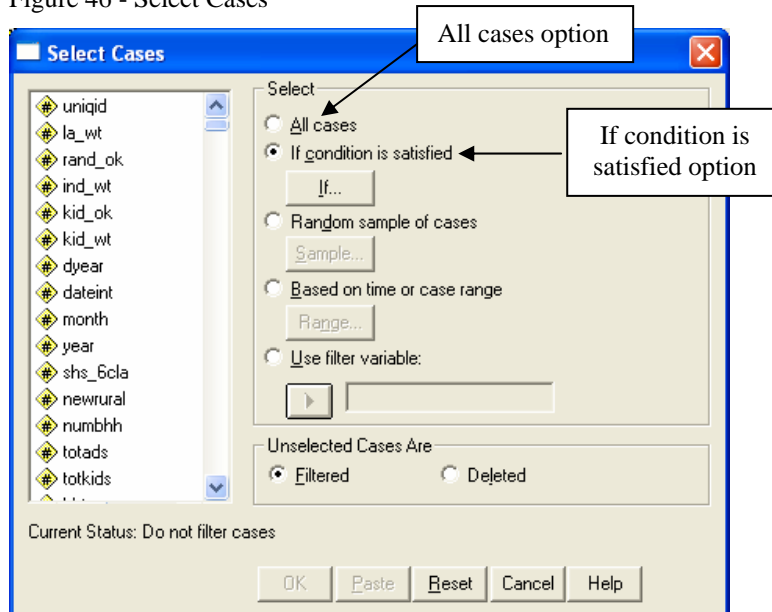 Figure 46 - Select Cases
All cases option
Select Cases
uniqid
la_wt
rand_ok
ind_wt
kid_ok
kid_wt
dyear
dateint
month
year
shs_6cla
newrural
numbhh
totads
totkids
Select
All cases
If condition is satisfied
If...
Random sample of cases
Sample...
Based on time or case range
Range...
Use filter variable:
If condition is
satisfied option
Unselected Cases Are
Filtered
Deleted
Current Status: Do not filter cases
OK
Paste
Reset
Cancel
Help